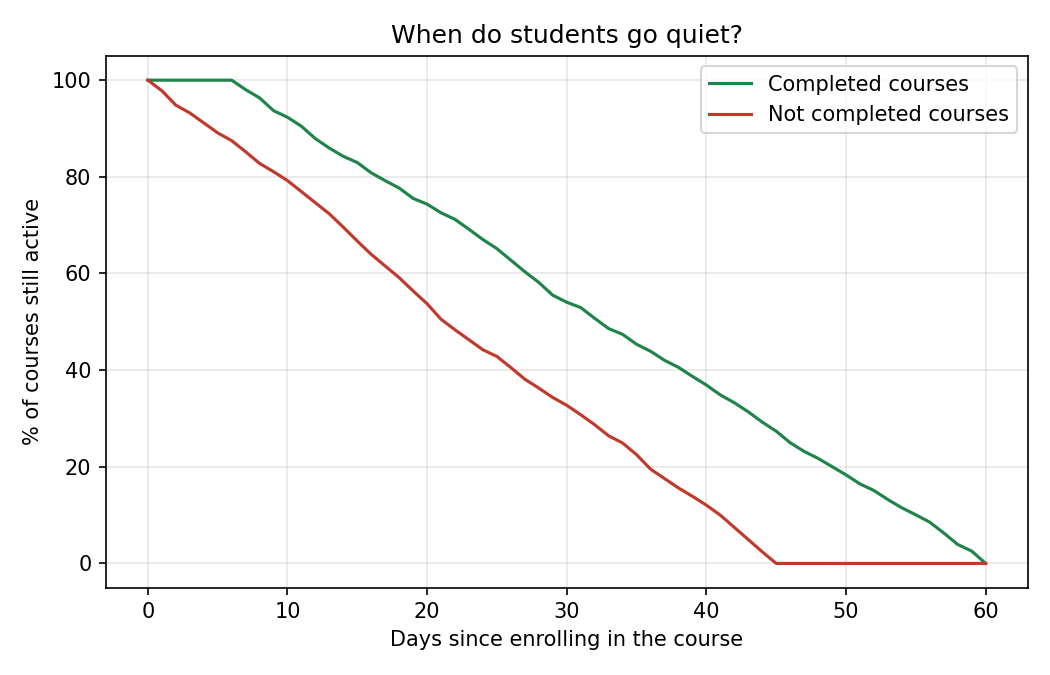 When do students go quiet?
Completed courses
Not completed courses
% of courses still active
100
80
60
40
20
0
0 10 20 30 40 50 60
Days since enrolling in the course